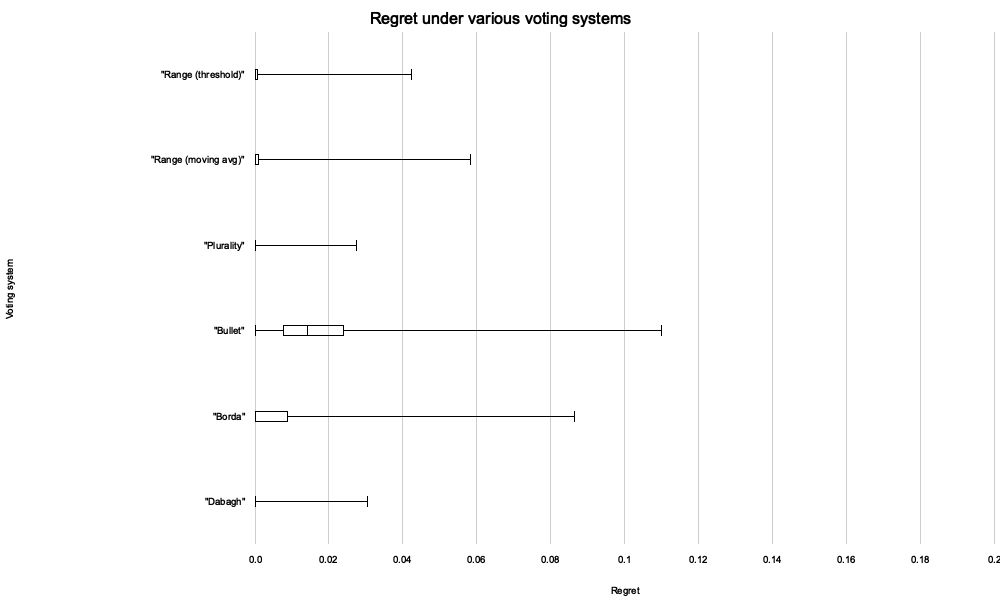 Regret under various voting systems
"Range (threshold)"
"Range (moving avg)"
"Plurality"
Voting system
"Bullet"
"Borda"
"Dabagh"
0.0 0.02 0.04 0.06 0.08 0.1 0.12 0.14 0.16 0.18 0.2
Regret